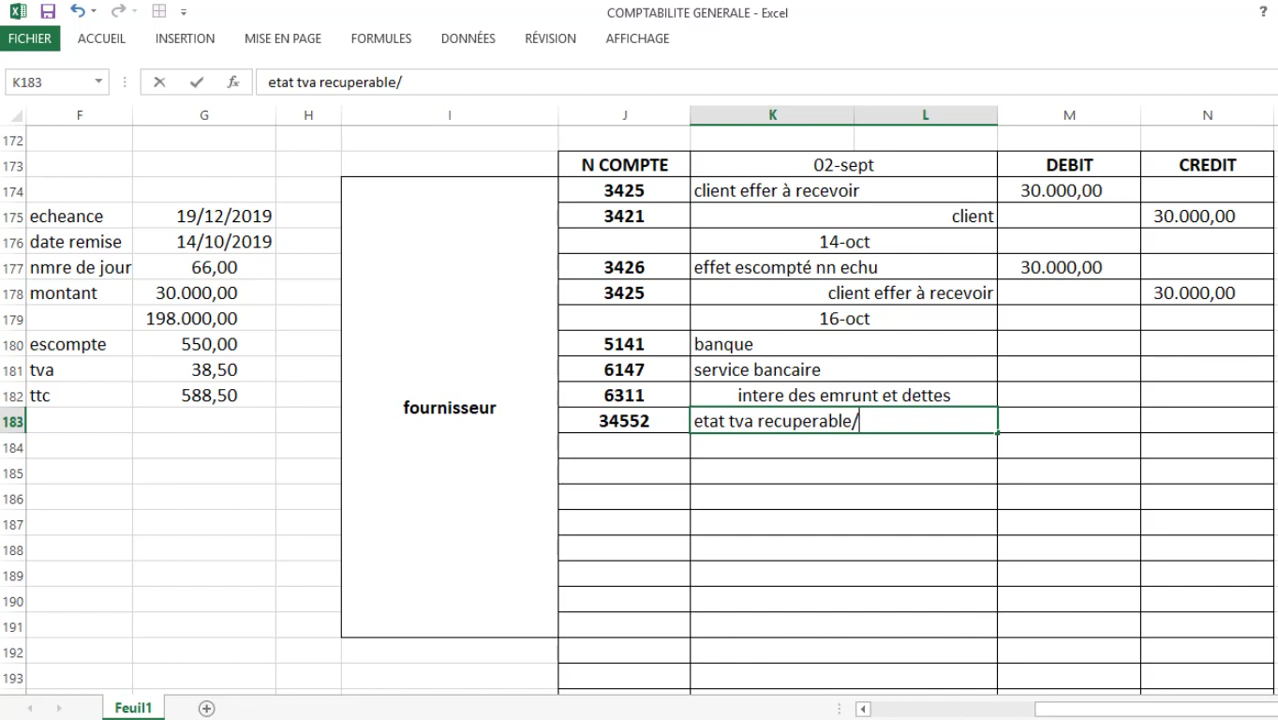 COMPTABILITE GENERALE - Excel
?
FICHIER ACCUEIL INSERTION MISE EN PAGE FORMULES DONNÉES RÉVISION AFFICHAGE
K183 fx etat tva recuperable/
F G H I J K L M N
172
173 N COMPTE 02-sept DEBIT CREDIT
174 3425 client effer à recevoir 30.000,00
175 echeance 19/12/2019 3421 client 30.000,00
176 date remise 14/10/2019 14-oct
177 nmre de jour 66,00 3426 effet escompté nn echu 30.000,00
178 montant 30.000,00 3425 client effer à recevoir 30.000,00
179 198.000,00 16-oct
180 escompte 550,00 5141 banque
181 tva 38,50 6147 service bancaire
182 ttc 588,50 6311 intere des emrunt et dettes
fournisseur
183 34552 etat tva recuperable/
184
185
186
187
188
189
190
191
192
193
Feuil1